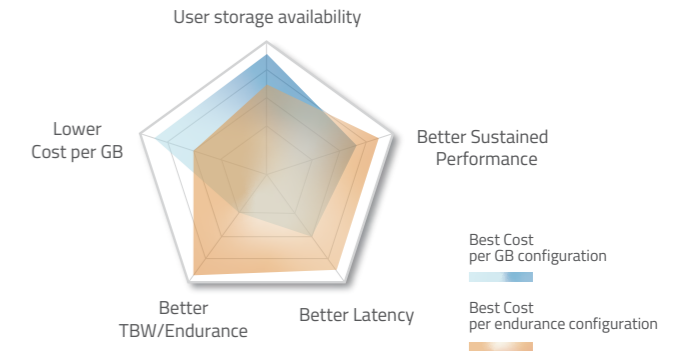 User storage availability
Lower
Cost per GB
Better Sustained
Performance
Better
TBW/Endurance
Better Latency
Best Cost
per GB configuration
Best Cost
per endurance configuration